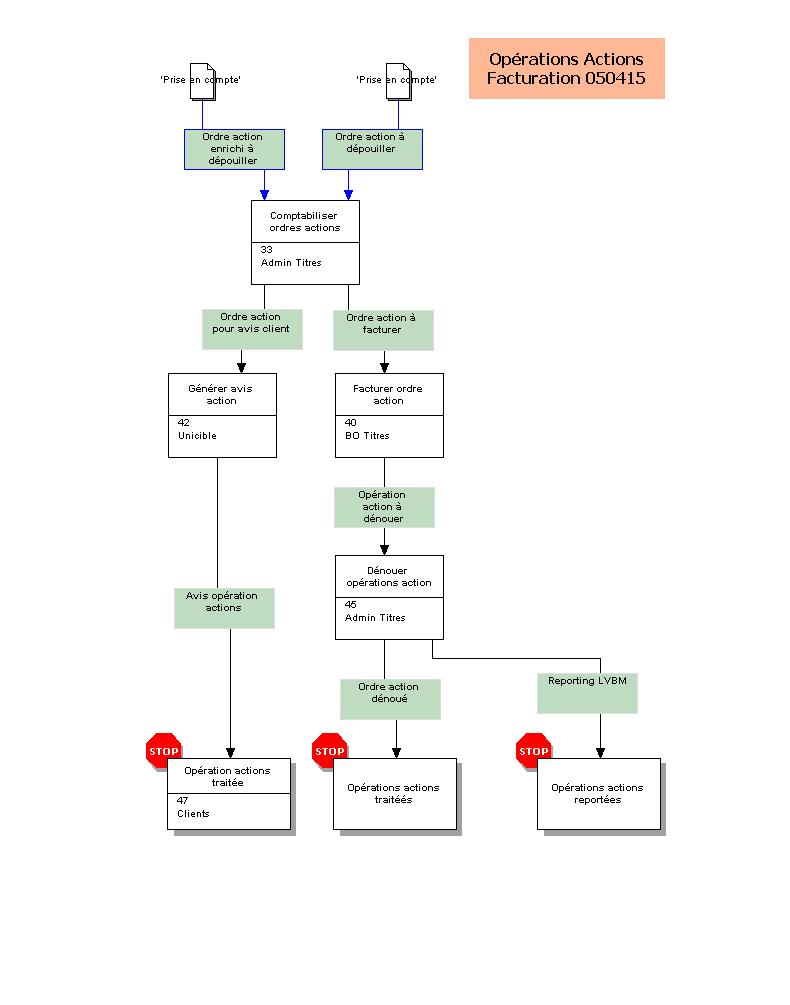 Opérations Actions
Facturation 050415
'Prise en compte'
'Prise en compte'
Ordre action
enrichi à
dépouiller
Ordre action à
dépouiller
Comptabiliser
ordres actions
33
Admin Titres
Ordre action
pour avis client
Ordre action à
facturer
Générer avis
action
42
Unicible
Facturer ordre
action
40
BO Titres
Opération
action à
dénouer
Dénouer
opérations action
45
Admin Titres
Avis opération
actions
Ordre action
dénoué
Reporting LVBM
STOP
Opération actions
traitée
47
Clients
STOP
Opérations actions
traitéés
STOP
Opérations actions
reportées